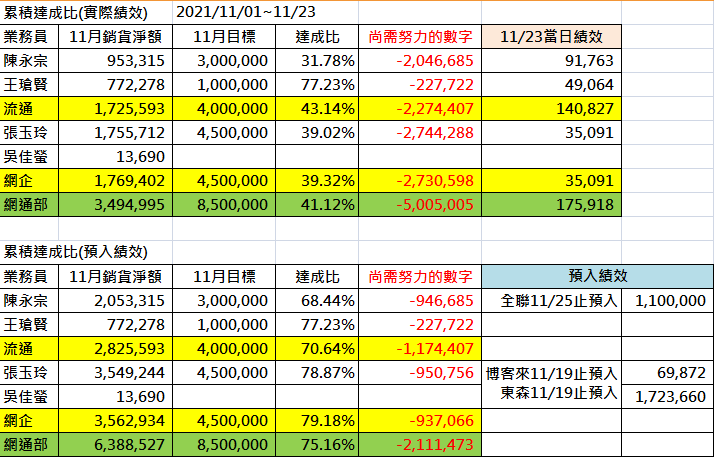 累積達成比(實際績效) 2021/11/01~11/23
業務員 11月銷貨淨額 11月目標 達成比 尚需努力的數字 11/23當日績效
陳永宗 953,315 3,000,000 31.78% -2,046,685 91,763
王瑲賢 772,278 1,000,000 77.23% -227,722 49,064
流通 1,725,593 4,000,000 43.14% -2,274,407 140,827
張玉玲 1,755,712 4,500,000 39.02% -2,744,288 35,091
吳佳螢 13,690
網企 1,769,402 4,500,000 39.32% -2,730,598 35,091
網通部 3,494,995 8,500,000 41.12% -5,005,005 175,918
累積達成比(預入績效)
業務員 11月銷貨淨額 11月目標 達成比 尚需努力的數字 預入績效
陳永宗 2,053,315 3,000,000 68.44% -946,685 全聯11/25止預入 1,100,000
王瑲賢 772,278 1,000,000 77.23% -227,722
流通 2,825,593 4,000,000 70.64% -1,174,407
張玉玲 3,549,244 4,500,000 78.87% -950,756 博客來11/19止預入 69,872
吳佳螢 13,690 東森11/19止預入 1,723,660
網企 3,562,934 4,500,000 79.18% -937,066
網通部 6,388,527 8,500,000 75.16% -2,111,473